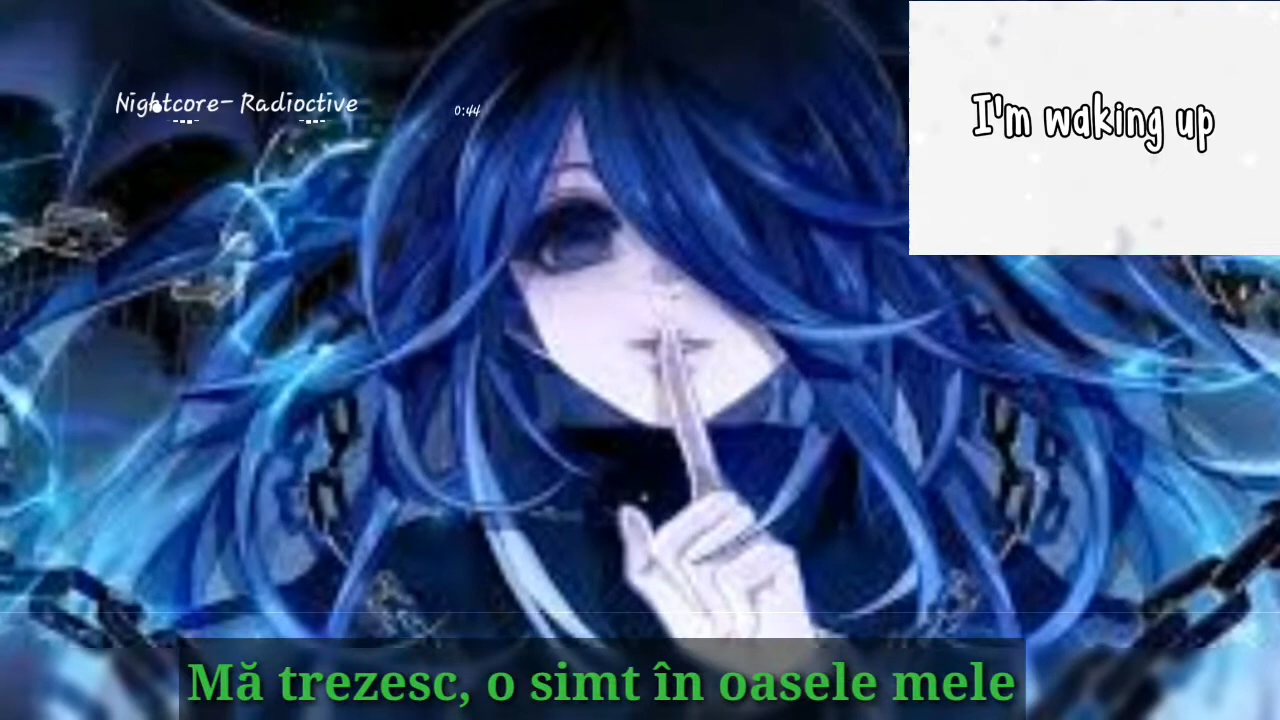 Nightcore- Radioctive
0:44
I'm waking up
Mă trezesc, o simt în oasele mele